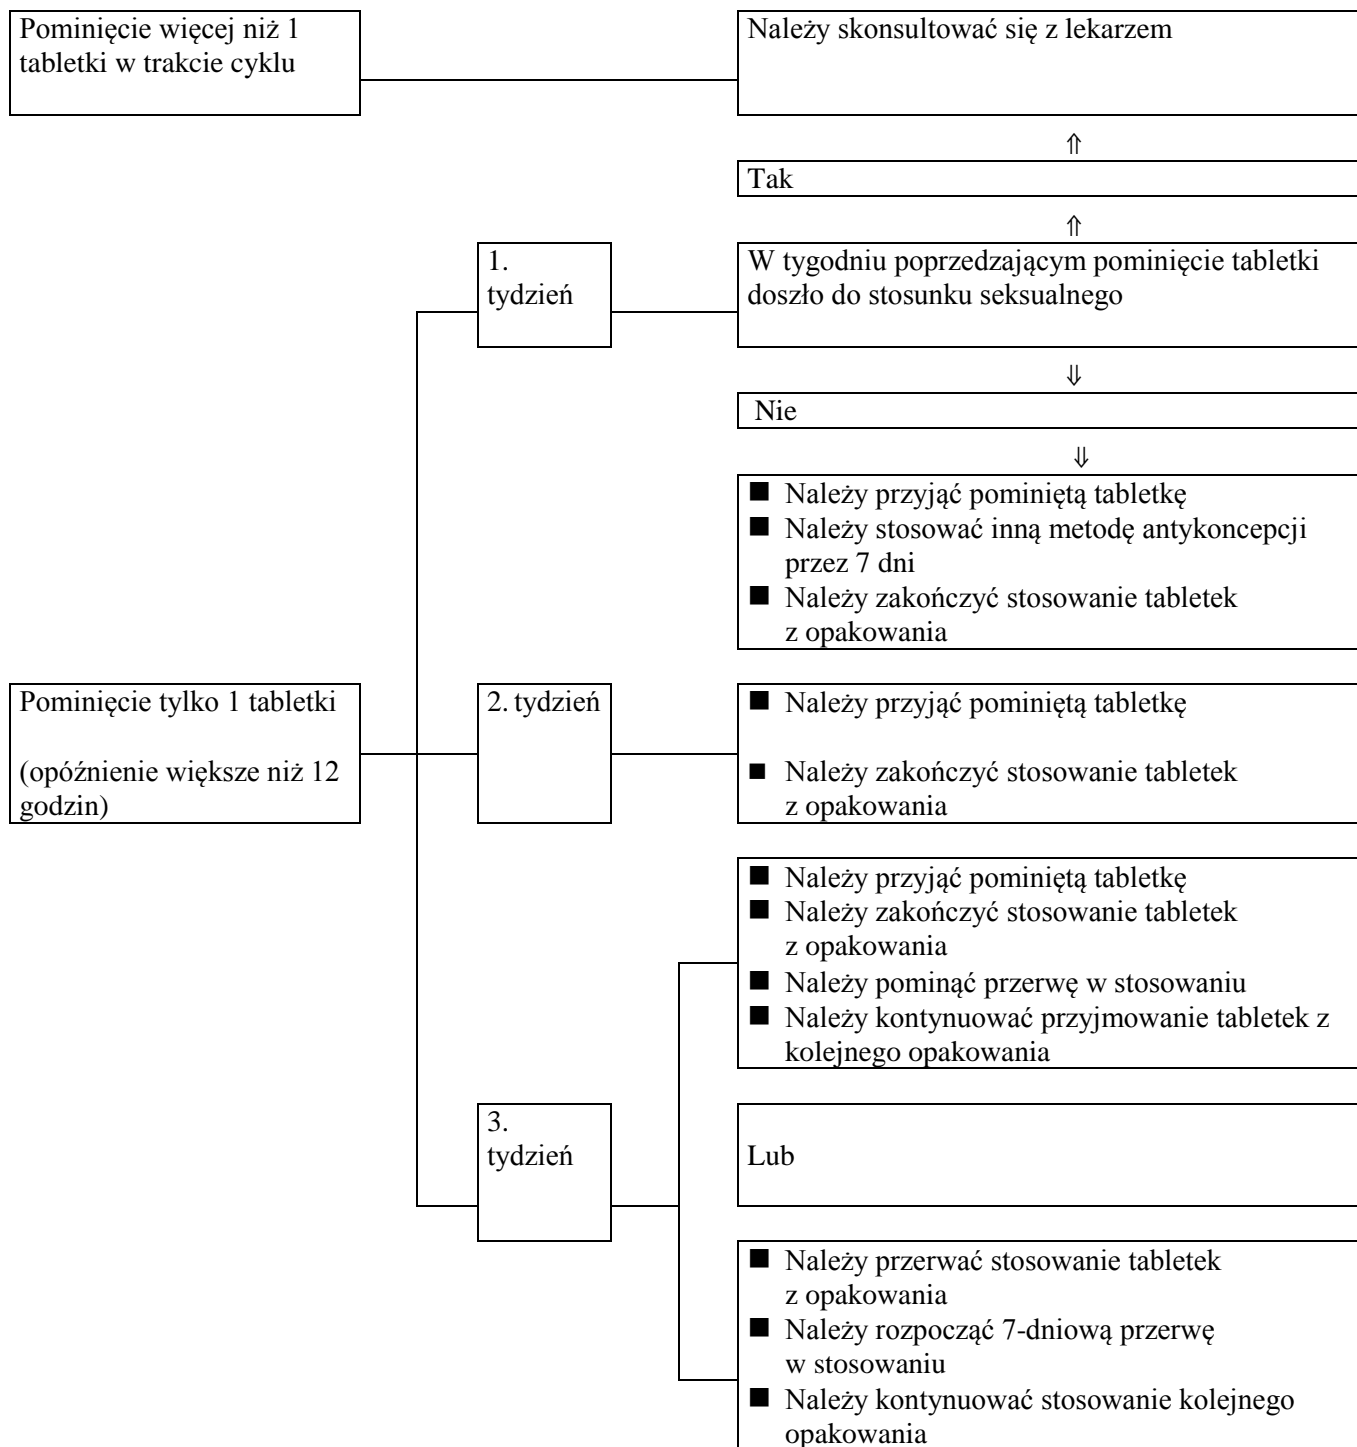 Pominięcie więcej niż 1
tabletki w trakcie cyklu
Należy skonsultować się z lekarzem
⇑
Tak
⇑
1.
tydzień
W tygodniu poprzedzającym pominięcie tabletki
doszło do stosunku seksualnego
⇓
Nie
⇓
■ Należy przyjąć pominiętą tabletkę
■ Należy stosować inną metodę antykoncepcji
przez 7 dni
■ Należy zakończyć stosowanie tabletek
z opakowania
Pominięcie tylko 1 tabletki
(opóźnienie większe niż 12
godzin)
2. tydzień
■ Należy przyjąć pominiętą tabletkę
■ Należy zakończyć stosowanie tabletek
z opakowania
■ Należy przyjąć pominiętą tabletkę
■ Należy zakończyć stosowanie tabletek
z opakowania
■ Należy pominąć przerwę w stosowaniu
■ Należy kontynuować przyjmowanie tabletek z
kolejnego opakowania
3.
tydzień
Lub
■ Należy przerwać stosowanie tabletek
z opakowania
■ Należy rozpocząć 7-dniową przerwę
w stosowaniu
■ Należy kontynuować stosowanie kolejnego
opakowania